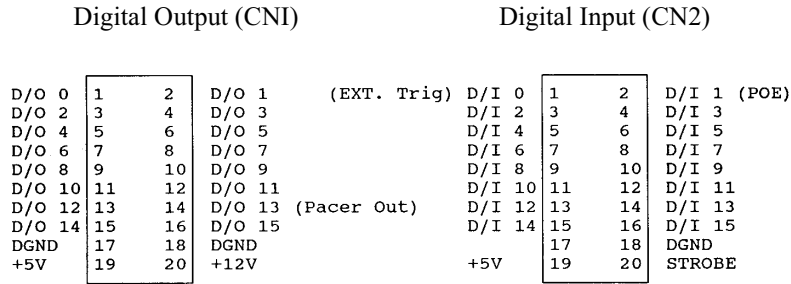 Digital Output (CNI) Digital Input (CN2)
D/O 0 1 2 D/O 1 (EXT. Trig) D/I 0 1 2 D/I 1 (POE)
D/O 2 3 4 D/O 3 D/I 2 3 4 D/I 3
D/O 4 5 6 D/O 5 D/I 4 5 6 D/I 5
D/O 6 7 8 D/O 7 D/I 6 7 8 D/I 7
D/O 8 9 10 D/O 9 D/I 8 9 10 D/I 9
D/O 10 11 12 D/O 11 D/I 10 11 12 D/I 11
D/O 12 13 14 D/O 13 (Pacer Out) D/I 12 13 14 D/I 13
D/O 14 15 16 D/O 15 D/I 14 15 16 D/I 15
DGND 17 18 DGND 17 18 DGND
+5V 19 20 +12V +5V 19 20 STROBE